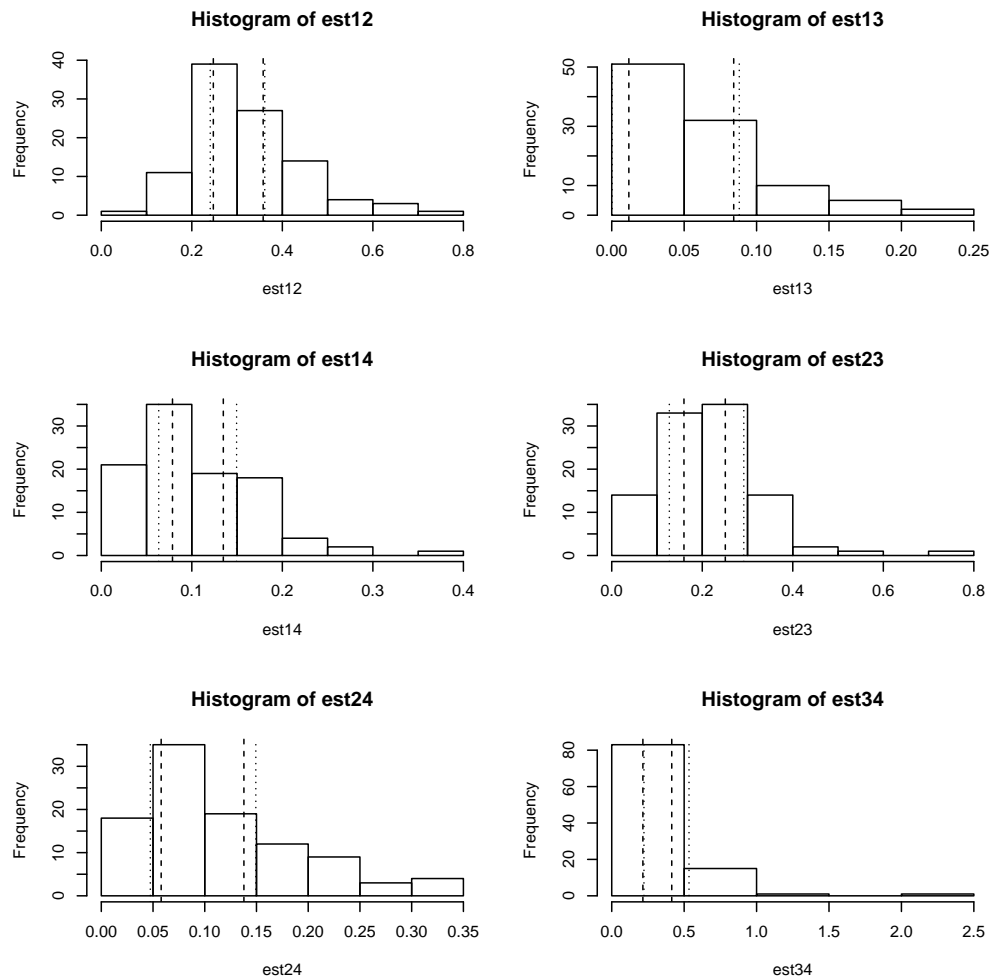 Histogram of est12
Frequency
0 10 20 30 40
0.0 0.2 0.4 0.6 0.8
est12
Histogram of est13
Frequency
0 10 30 50
0.00 0.05 0.10 0.15 0.20 0.25
est13
Histogram of est14
Frequency
0 10 20 30
0.0 0.1 0.2 0.3 0.4
est14
Histogram of est23
Frequency
0 10 20 30
0.0 0.2 0.4 0.6 0.8
est23
Histogram of est24
Frequency
0 10 20 30
0.00 0.05 0.10 0.15 0.20 0.25 0.30 0.35
est24
Histogram of est34
Frequency
0 20 40 60 80
0.0 0.5 1.0 1.5 2.0 2.5
est34